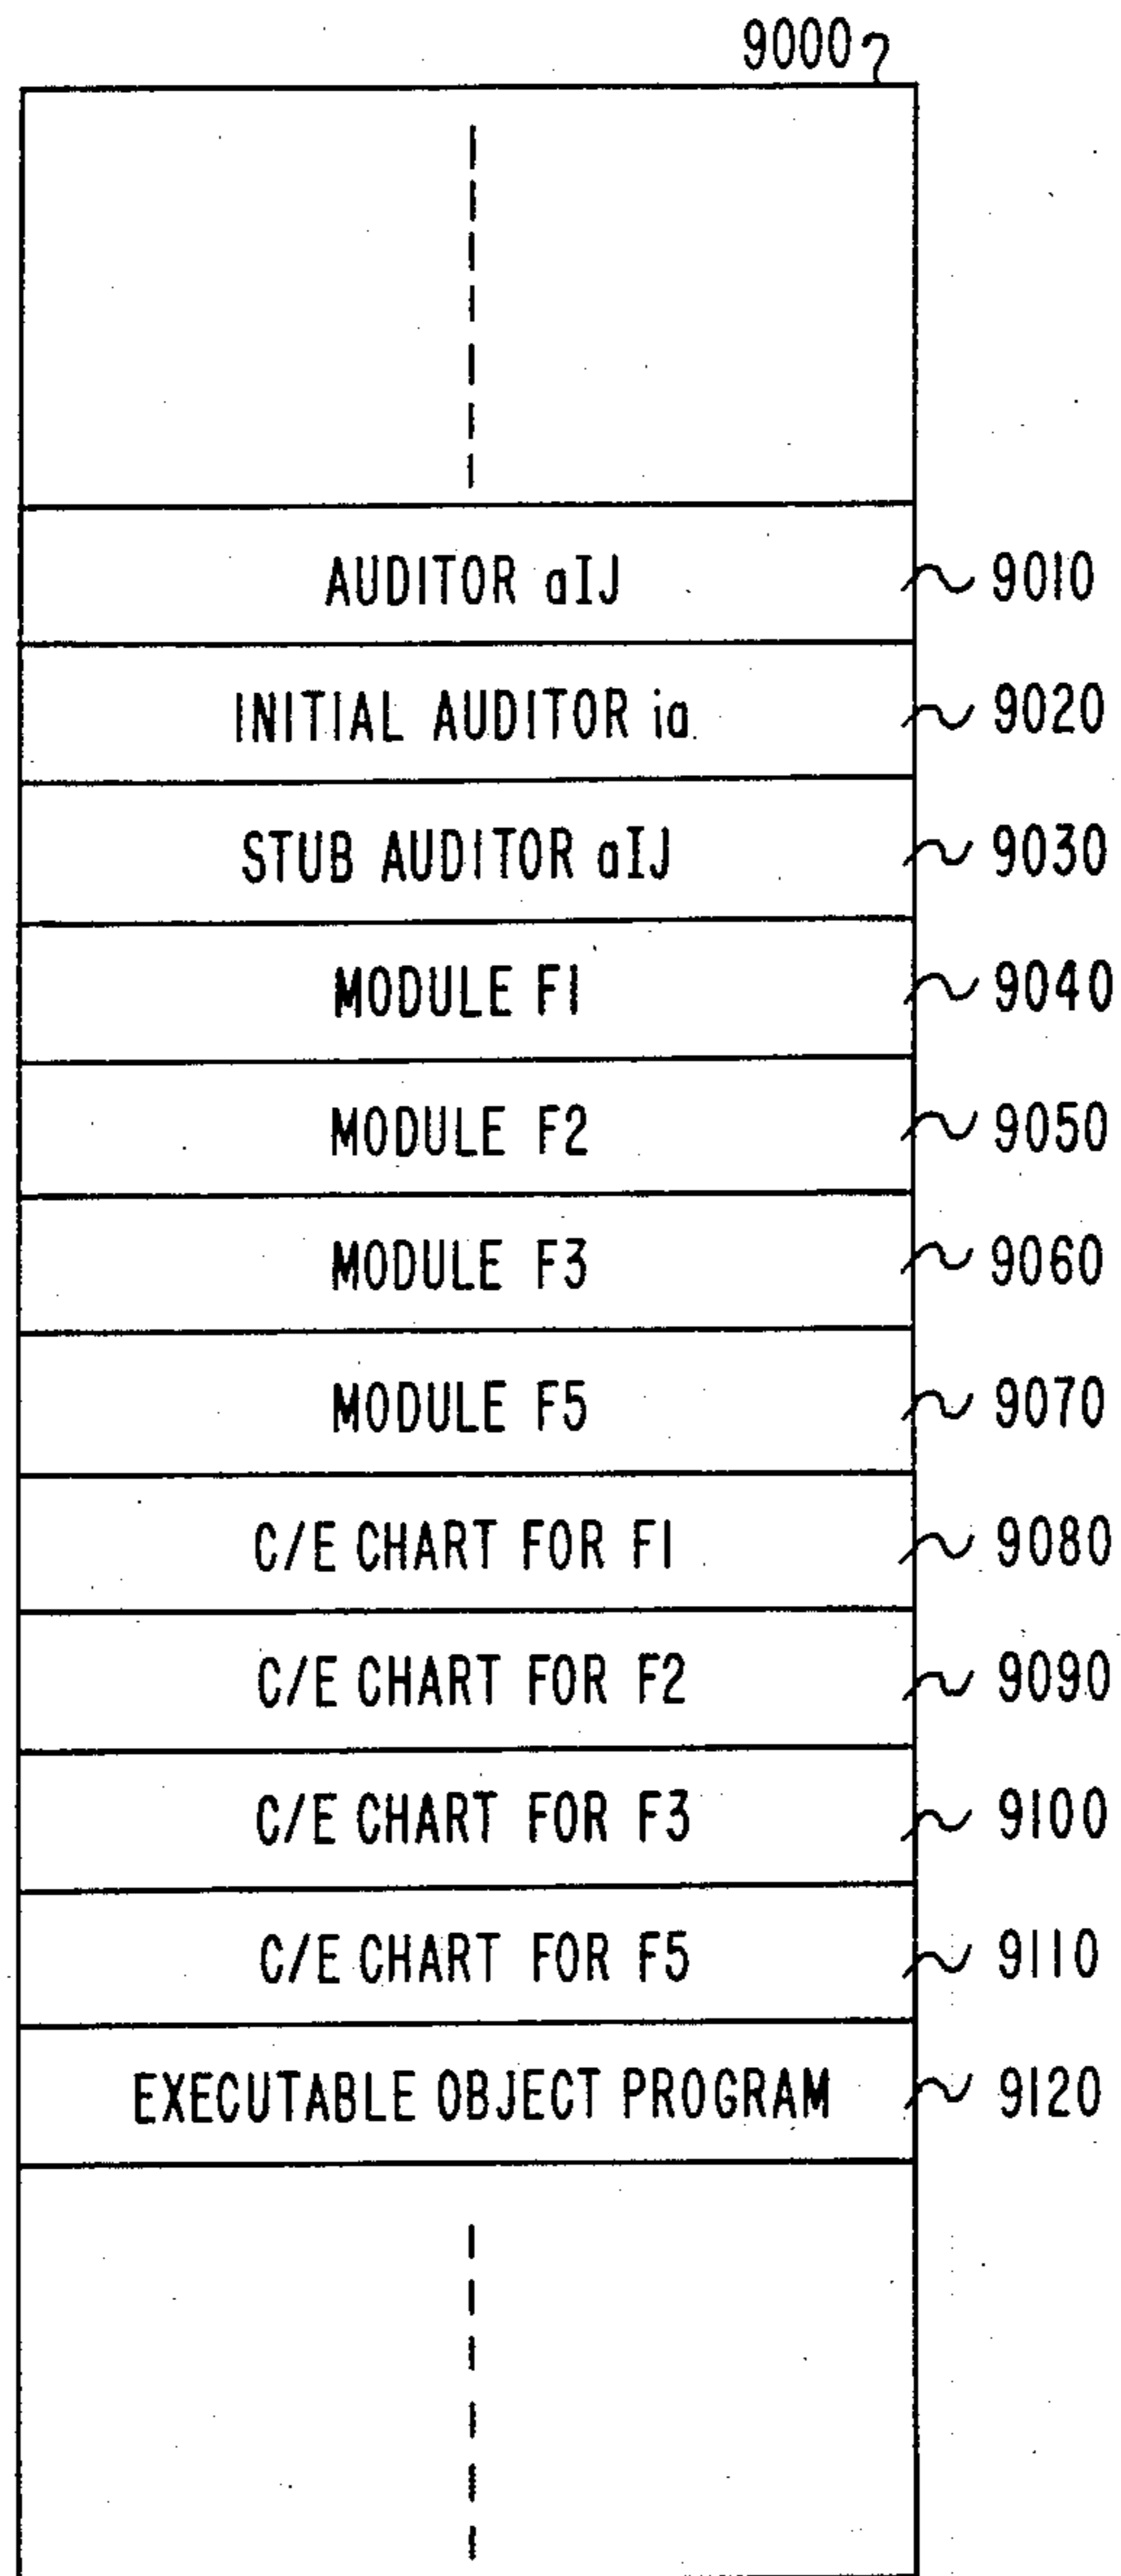 9000
AUDITOR aIJ 9010
INITIAL AUDITOR ia 9020
STUB AUDITOR aIJ 9030
MODULE F1 9040
MODULE F2 9050
MODULE F3 9060
MODULE F5 9070
C/E CHART FOR F1 9080
C/E CHART FOR F2 9090
C/E CHART FOR F3 9100
C/E CHART FOR F5 9110
EXECUTABLE OBJECT PROGRAM 9120